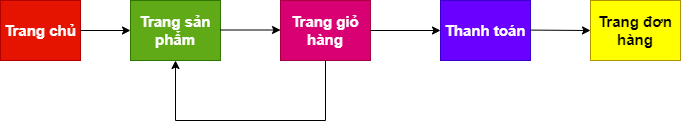 Trang chủ
Trang sản
phẩm
Trang giỏ
hàng
Thanh toán
Trang đơn
hàng